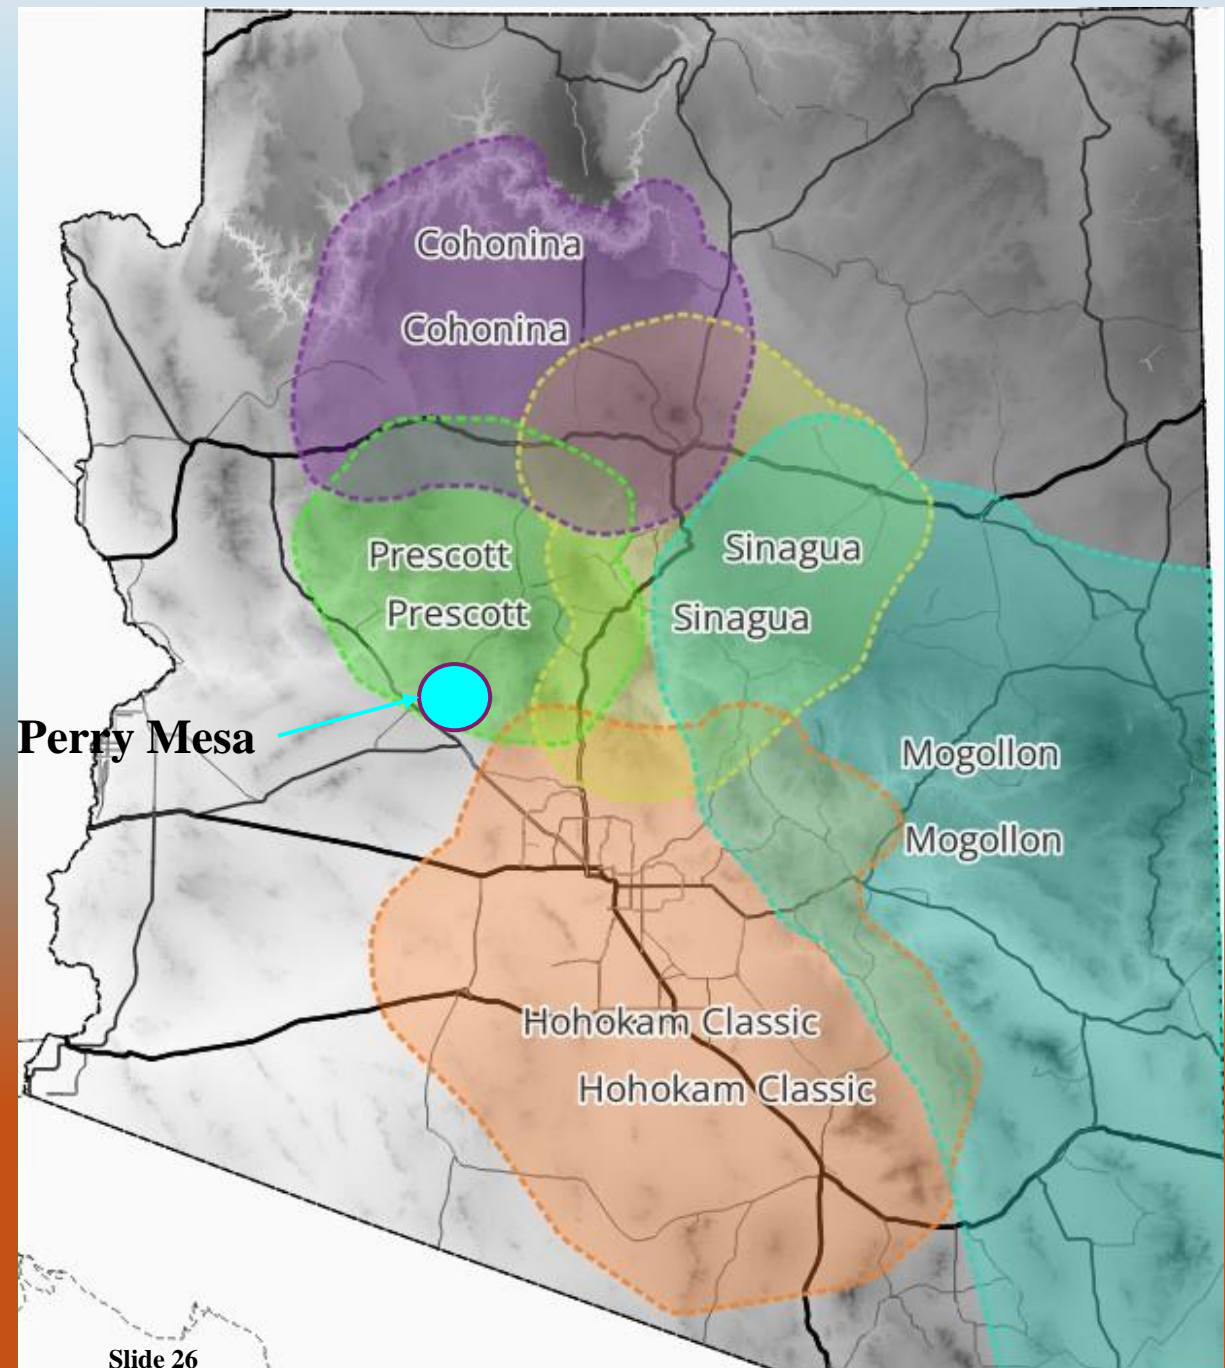 Cohonina
Cohonina
Prescott
Sinagua
Prescott
Sinagua
Perry Mesa
Mogollon
Mogollon
Hohokam Classic
Hohokam Classic
Slide 26